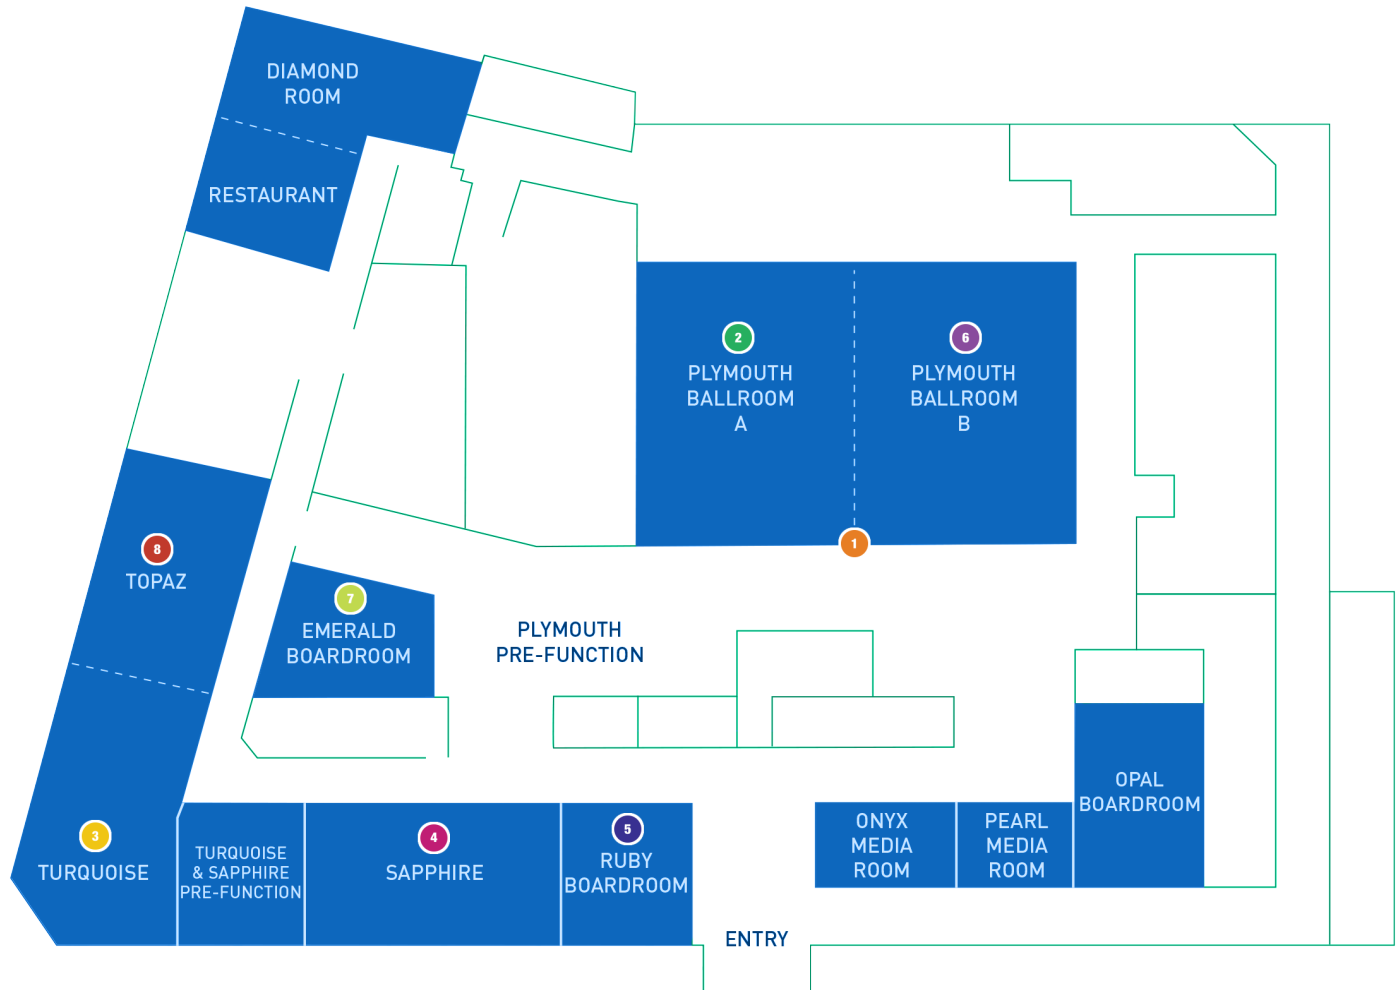 DIAMOND
ROOM
RESTAURANT
2
PLYMOUTH
BALLROOM
A
6
PLYMOUTH
BALLROOM
B
1
8
TOPAZ
7
EMERALD
BOARDROOM
PLYMOUTH
PRE-FUNCTION
3
TURQUOISE
TURQUOISE
& SAPPHIRE
PRE-FUNCTION
4
SAPPHIRE
5
RUBY
BOARDROOM
ONYX
MEDIA
ROOM
PEARL
MEDIA
ROOM
OPAL
BOARDROOM
ENTRY